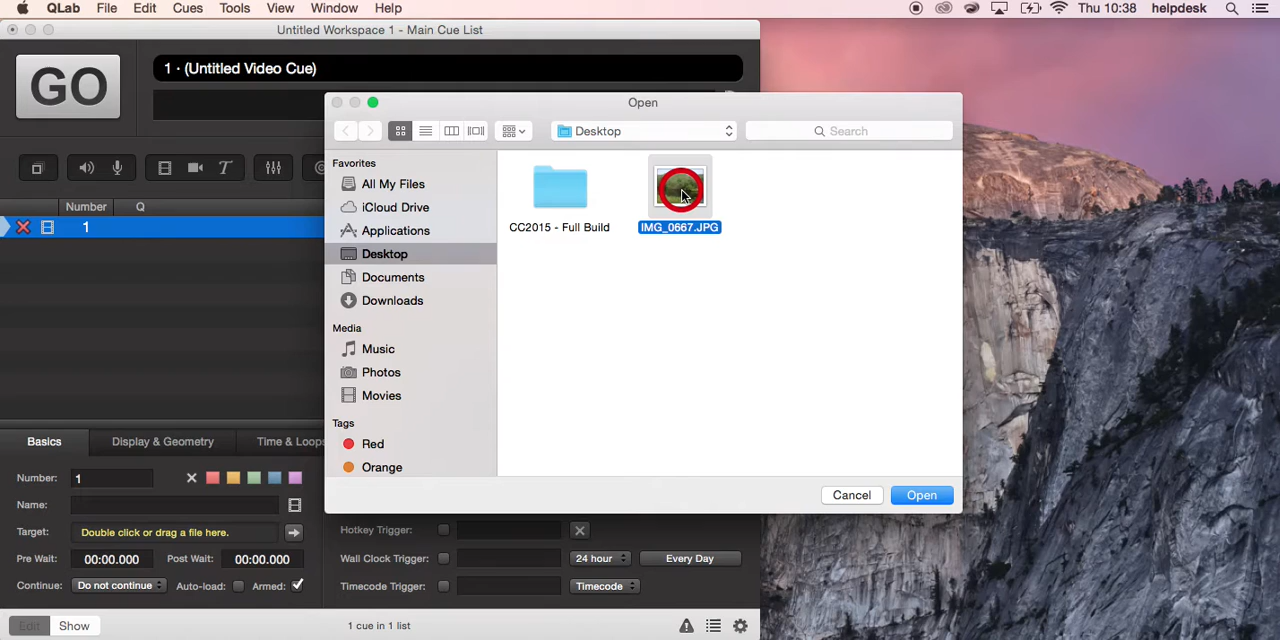 QLab File Edit Cues Tools View Window Help Thu 10:38 helpdesk
Untitled Workspace 1 - Main Cue List
GO
1 · (Untitled Video Cue)
Open
Desktop
Search
T
Number Q
1
Favorites
All My Files
iCloud Drive
Applications
Desktop
Documents
Downloads
Media
Music
Photos
Movies
Tags
Red
Orange
CC2015 - Full Build
IMG_0667.JPG
Cancel Open
Basics Display & Geometry Time & Loops
Number: 1
Name:
Target: Double click or drag a file here.
Pre Wait: 00:00.000 Post Wait: 00:00.000
Continue: Do not continue Auto-load: Armed:
Hotkey Trigger:
Wall Clock Trigger: 24 hour Every Day
Timecode Trigger: Timecode
Edit Show 1 cue in 1 list